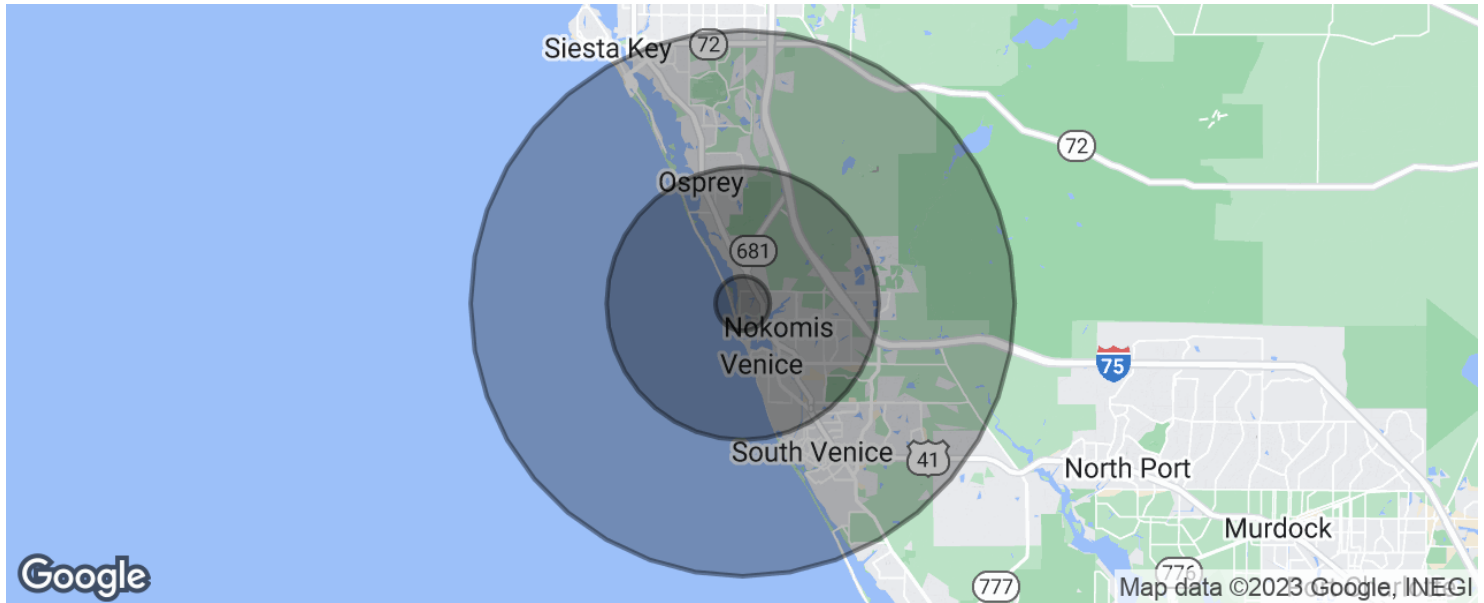 Siesta Key
72
72
Osprey
681
Nokomis
Venice
75
South Venice
41
North Port
Murdock
Google
777
776
Map data ©2023 Google, INEGI